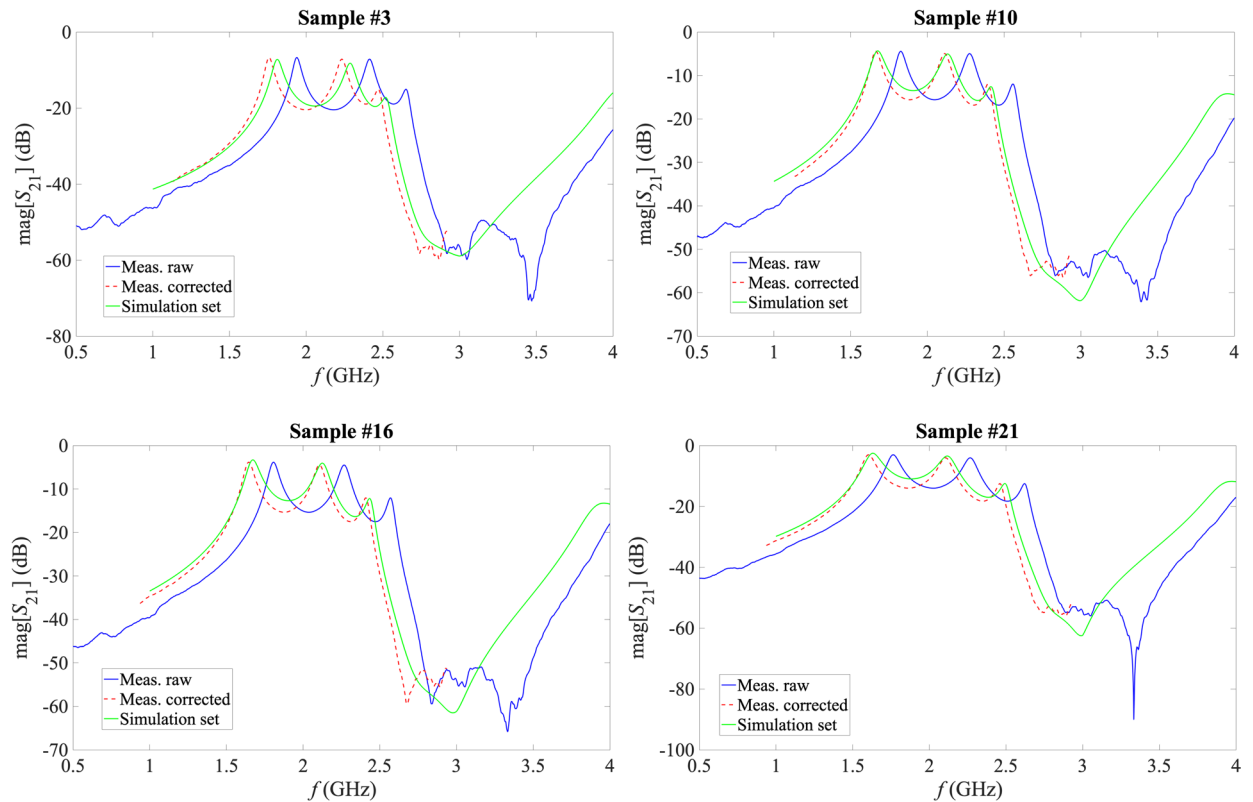 Sample #3
0
-20
-40
-60
-80
mag[S21] (dB)
Meas. raw
Meas. corrected
Simulation set
0.5 1 1.5 2 2.5 3 3.5 4
f (GHz)
Sample #10
0
-10
-20
-30
-40
-50
-60
-70
mag[S21] (dB)
Meas. raw
Meas. corrected
Simulation set
0.5 1 1.5 2 2.5 3 3.5 4
f (GHz)
Sample #16
0
-10
-20
-30
-40
-50
-60
-70
mag[S21] (dB)
Meas. raw
Meas. corrected
Simulation set
0.5 1 1.5 2 2.5 3 3.5 4
f (GHz)
Sample #21
0
-20
-40
-60
-80
-100
mag[S21] (dB)
Meas. raw
Meas. corrected
Simulation set
0.5 1 1.5 2 2.5 3 3.5 4
f (GHz)